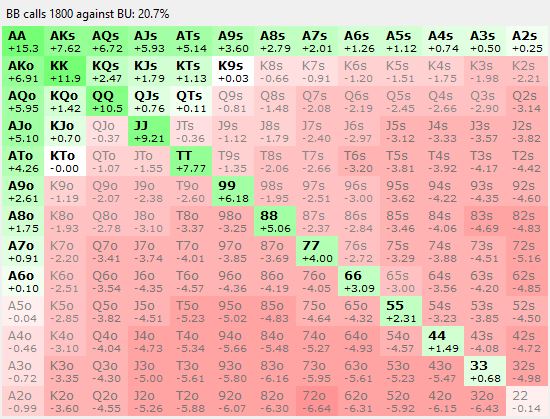 BB calls 1800 against BU: 20.7%
AA AKs AQs AJs ATs A9s A8s A7s A6s A5s A4s A3s A2s
+15.3 +7.62 +6.72 +5.93 +5.14 +3.60 +2.79 +2.01 +1.26 +1.12 +0.74 +0.50 +0.25
AKo KK KQs KJs KTs K9s K8s K7s K6s K5s K4s K3s K2s
+6.91 +11.9 +2.47 +1.79 +1.13 +0.03 -0.66 -0.91 -1.20 -1.51 -1.75 -1.98 -2.21
AQo KQo QQ QJs QTs Q9s Q8s Q7s Q6s Q5s Q4s Q3s Q2s
+5.95 +1.42 +10.5 +0.76 +0.11 -0.81 -1.48 -2.08 -2.19 -2.45 -2.66 -2.90 -3.14
AJo KJo QJo JJ JTs J9s J8s J7s J6s J5s J4s J3s J2s
+5.10 +0.70 -0.37 +9.21 -0.36 -1.12 -1.79 -2.40 -2.97 -3.12 -3.33 -3.57 -3.82
ATo KTo QTo JTo TT T9s T8s T7s T6s T5s T4s T3s T2s
+4.26 -0.00 -1.07 -1.55 +7.77 -1.35 -2.06 -2.66 -3.20 -3.81 -3.92 -4.17 -4.42
A9o K9o Q9o J9o T9o 99 98s 97s 96s 95s 94s 93s 92s
+2.61 -1.19 -2.07 -2.38 -2.60 +6.18 -1.95 -2.51 -3.00 -3.62 -4.22 -4.35 -4.60
A8o K8o Q8o J8o T8o 98o 88 87s 86s 85s 84s 83s 82s
+1.75 -1.93 -2.78 -3.10 -3.37 -3.25 +5.06 -2.37 -2.84 -3.46 -4.06 -4.69 -4.83
A7o K7o Q7o J7o T7o 97o 87o 77 76s 75s 74s 73s 72s
+0.91 -2.20 -3.41 -3.74 -4.01 -3.85 -3.69 +4.00 -2.72 -3.29 -3.88 -4.51 -5.16
A6o K6o Q6o J6o T6o 96o 86o 76o 66 65s 64s 63s 62s
+0.10 -2.51 -3.54 -4.35 -4.57 -4.36 -4.19 -4.05 +3.09 -3.00 -3.56 -4.20 -4.85
A5o K5o Q5o J5o T5o 95o 85o 75o 65o 55 54s 53s 52s
-0.04 -2.85 -3.82 -4.51 -5.23 -5.02 -4.83 -4.64 -4.32 +2.31 -3.23 -3.85 -4.50
A4o K4o Q4o J4o T4o 94o 84o 74o 64o 54o 44 43s 42s
-0.46 -3.10 -4.04 -4.73 -5.34 -5.66 -5.48 -5.27 -4.93 -4.57 +1.49 -4.08 -4.72
A3o K3o Q3o J3o T3o 93o 83o 73o 63o 53o 43o 33 32s
-0.72 -3.35 -4.30 -5.00 -5.61 -5.80 -6.16 -5.95 -5.61 -5.23 -5.47 +0.68 -4.98
A2o K2o Q2o J2o T2o 92o 82o 72o 62o 52o 42o 32o 22
-0.99 -3.60 -4.55 -5.26 -5.88 -6.07 -6.30 -6.64 -6.31 -5.92 -6.15 -6.43 -0.14